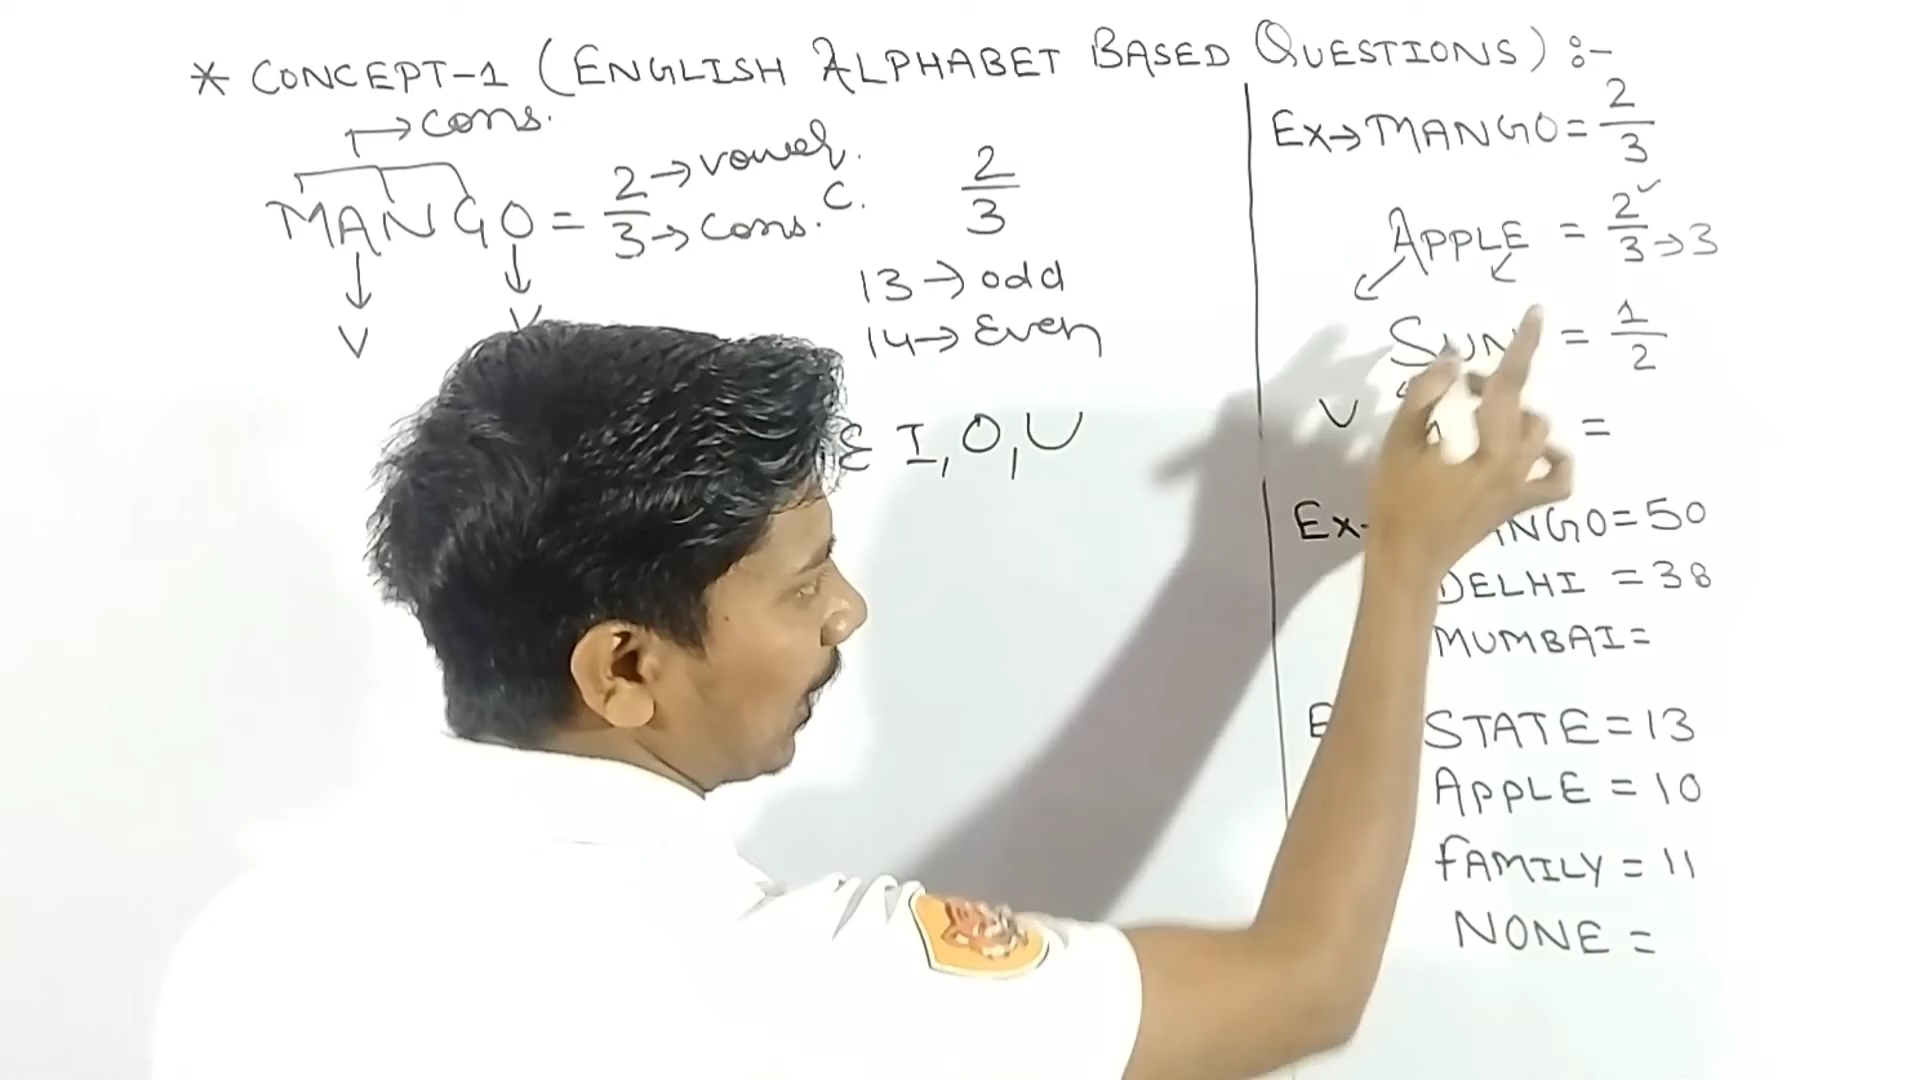 * CONCEPT-1 (ENGLISH ALPHABET BASED QUESTIONS) :-
→ cons.
MANGO = 2/3
→ vowel.
→ cons. C.
V
V
2/3
13 → odd
14 → Even
E I, O, U
Ex → MANGO = 2/3
APPLE = 2/3 → 3
SUN = 1/2
V
=
Ex- NGO = 50
DELHI = 38
MUMBAI =
STATE = 13
APPLE = 10
FAMILY = 11
NONE =